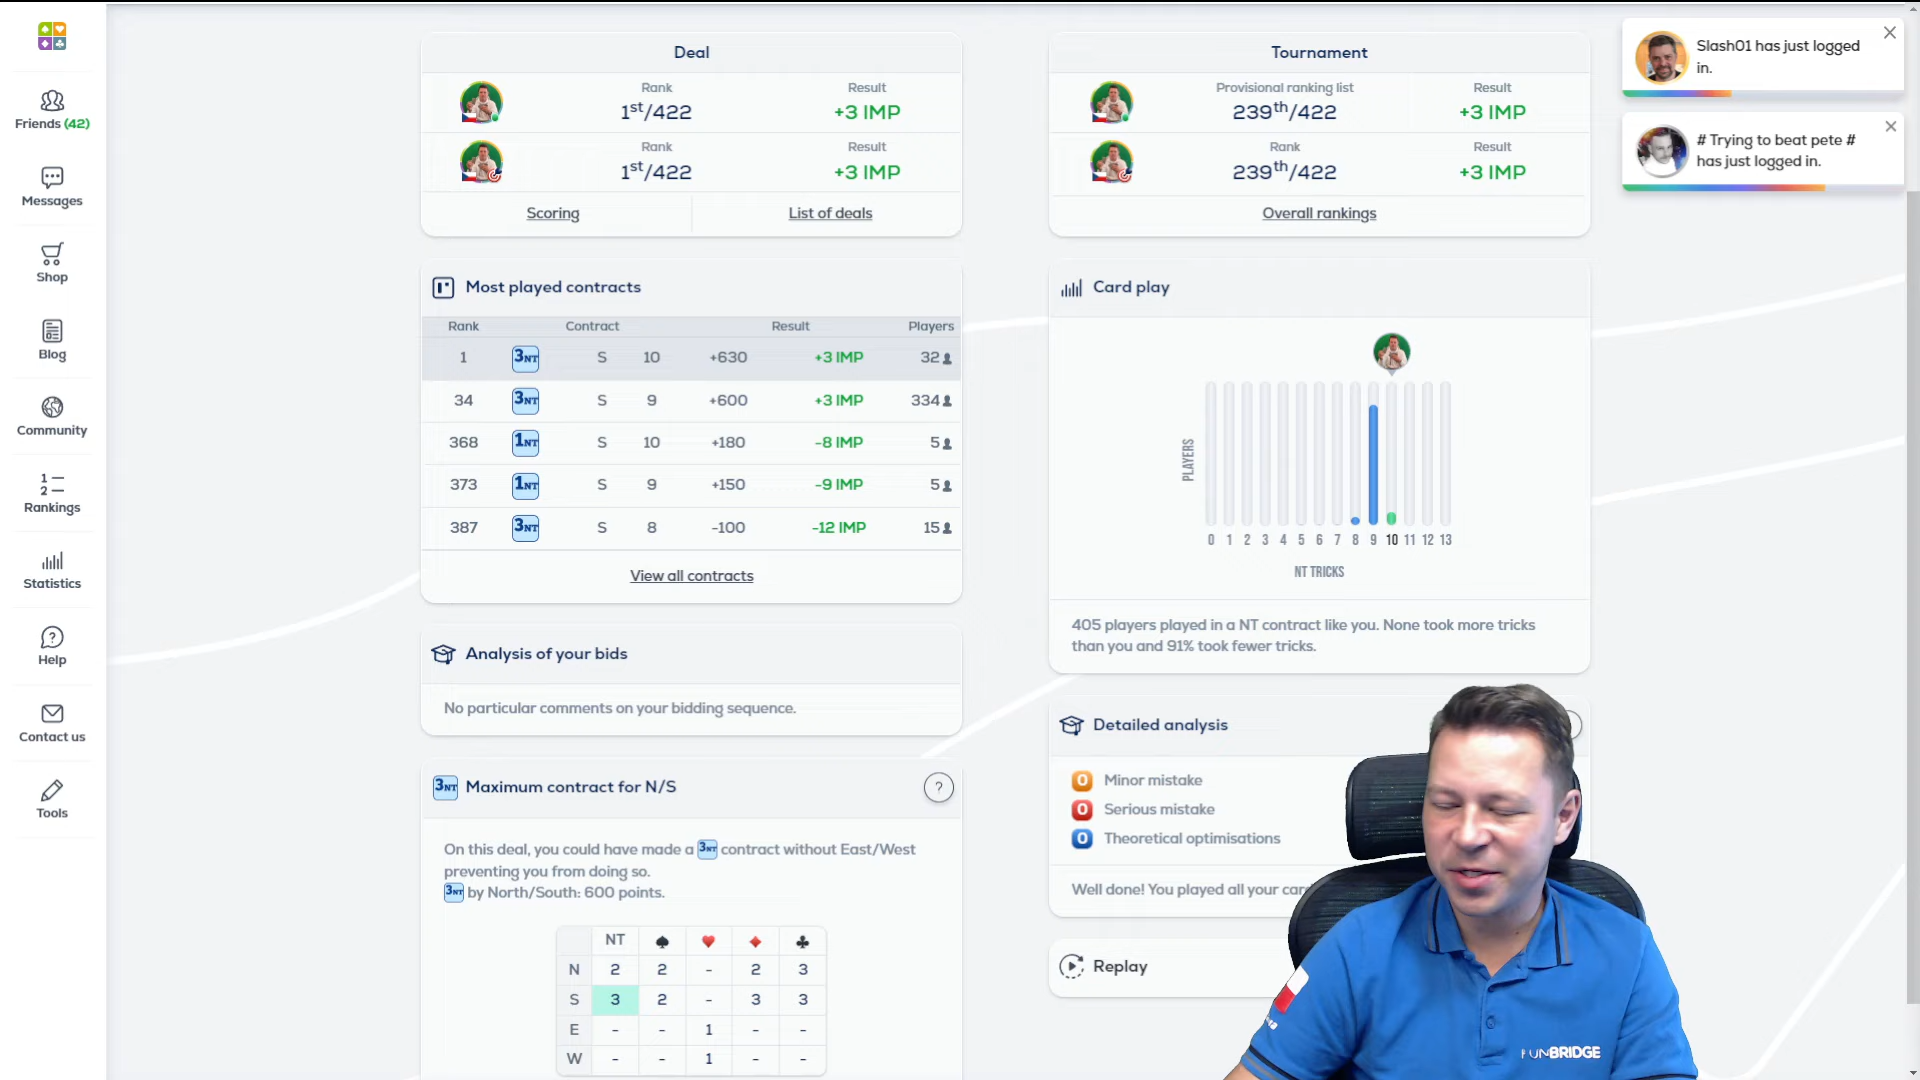 Friends (42)
Messages
Shop
Blog
Community
1
2
Rankings
Statistics
Help
Contact us
Tools
Deal
Rank
Result
1st/422
+3 IMP
Rank
Result
1st/422
+3 IMP
Scoring
List of deals
Tournament
Provisional ranking list
Result
239th/422
+3 IMP
Rank
Result
239th/422
+3 IMP
Overall rankings
Slash01 has just logged
in.
# Trying to beat pete #
has just logged in.
Most played contracts
Rank Contract Result Players
1 3NT S 10 +630 +3 IMP 32
34 3NT S 9 +600 +3 IMP 334
368 1NT S 10 +180 -8 IMP 5
373 1NT S 9 +150 -9 IMP 5
387 3NT S 8 -100 -12 IMP 15
View all contracts
Card play
PLAYERS
0 1 2 3 4 5 6 7 8 9 10 11 12 13
NT TRICKS
405 players played in a NT contract like you. None took more tricks
than you and 91% took fewer tricks.
Analysis of your bids
No particular comments on your bidding sequence.
3NT Maximum contract for N/S ?
On this deal, you could have made a 3NT contract without East/West
preventing you from doing so.
3NT by North/South: 600 points.
NT ♠ ♥ ♦ ♣
N 2 2 - 2 3
S 3 2 - 3 3
E - - 1 - -
W - - 1 - -
Detailed analysis
0 Minor mistake
0 Serious mistake
0 Theoretical optimisations
Well done! You played all your
Replay
UNBRIDGE